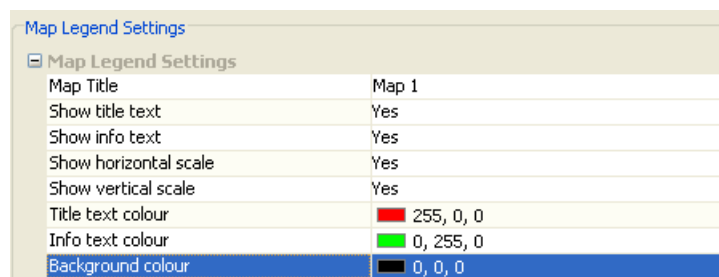 Map Legend Settings
Map Legend Settings
Map Title Map 1
Show title text Yes
Show info text Yes
Show horizontal scale Yes
Show vertical scale Yes
Title text colour 255, 0, 0
Info text colour 0, 255, 0
Background colour 0, 0, 0